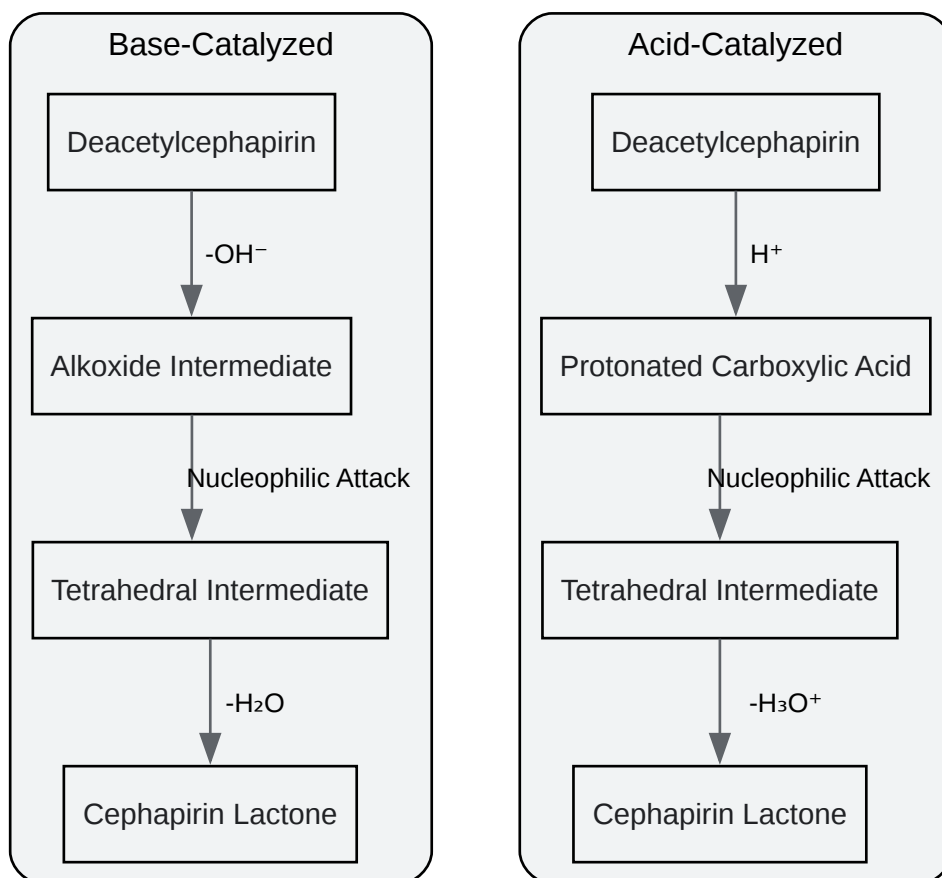 Base-Catalyzed
Deacetylcephapirin
-OH⁻
Alkoxide Intermediate
Nucleophilic Attack
Tetrahedral Intermediate
-H₂O
Cephapirin Lactone
Acid-Catalyzed
Deacetylcephapirin
H⁺
Protonated Carboxylic Acid
Nucleophilic Attack
Tetrahedral Intermediate
-H₃O⁺
Cephapirin Lactone